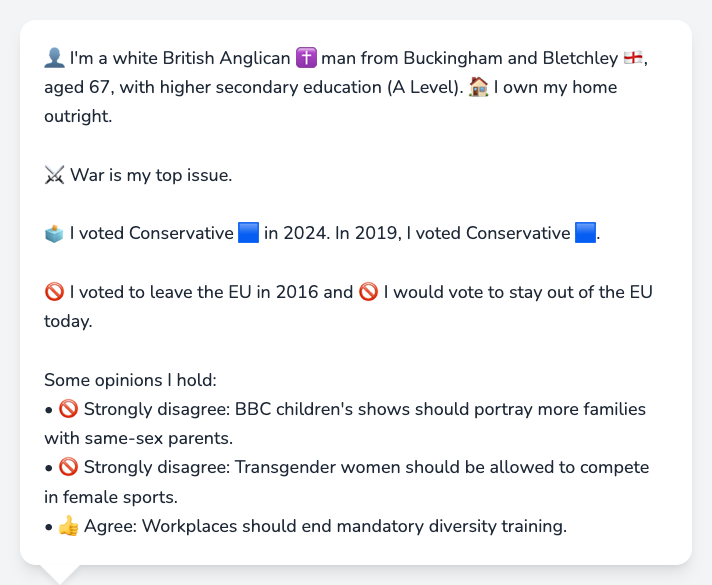 👤 I'm a white British Anglican ✝️ man from Buckingham and Bletchley 🏴󠁧󠁢󠁥󠁮󠁧󠁿,
aged 67, with higher secondary education (A Level). 🏠 I own my home
outright.
⚔️ War is my top issue.
🗳️ I voted Conservative 🟦 in 2024. In 2019, I voted Conservative 🟦.
🚫 I voted to leave the EU in 2016 and 🚫 I would vote to stay out of the EU
today.
Some opinions I hold:
• 🚫 Strongly disagree: BBC children's shows should portray more families
with same-sex parents.
• 🚫 Strongly disagree: Transgender women should be allowed to compete
in female sports.
• 👍 Agree: Workplaces should end mandatory diversity training.